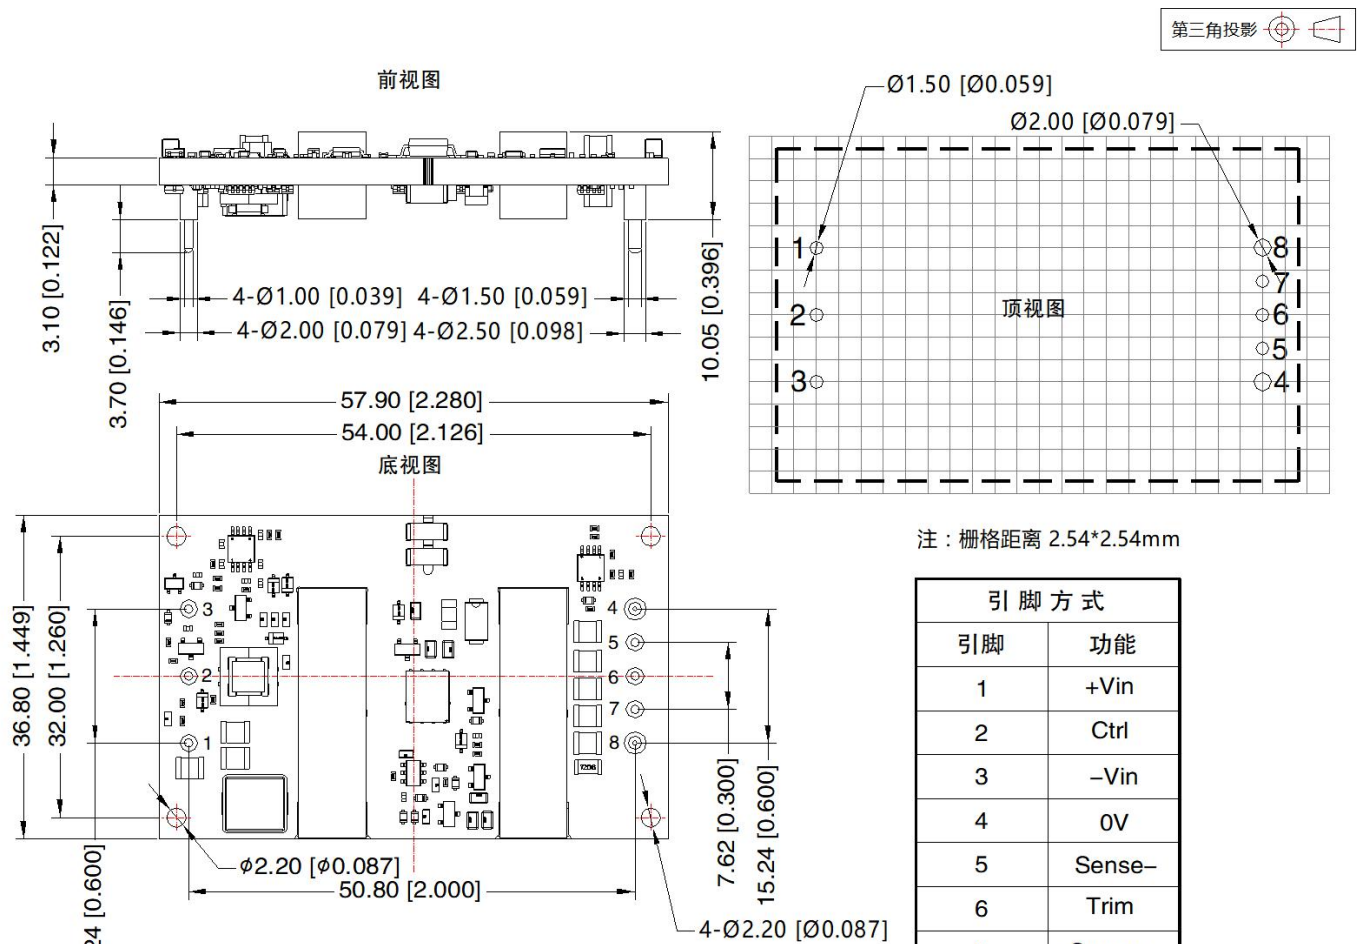 第三角投影
前视图
Ø1.50 [Ø0.059]
Ø2.00 [Ø0.079]
3.10 [0.122]
3.70 [0.146]
4-Ø1.00 [0.039]
4-Ø1.50 [0.059]
4-Ø2.00 [0.079]
4-Ø2.50 [0.098]
10.05 [0.396]
1
2
3
顶视图
8
7
6
5
4
57.90 [2.280]
54.00 [2.126]
底视图
36.80 [1.449]
32.00 [1.260]
3
2
1
4
5
6
7
8
7.62 [0.300]
15.24 [0.600]
24 [0.600]
ϕ2.20 [ϕ0.087]
50.80 [2.000]
4-Ø2.20 [Ø0.087]
注：栅格距离 2.54*2.54mm
引脚方式
引脚 功能
1 +Vin
2 Ctrl
3 –Vin
4 0V
5 Sense–
6 Trim